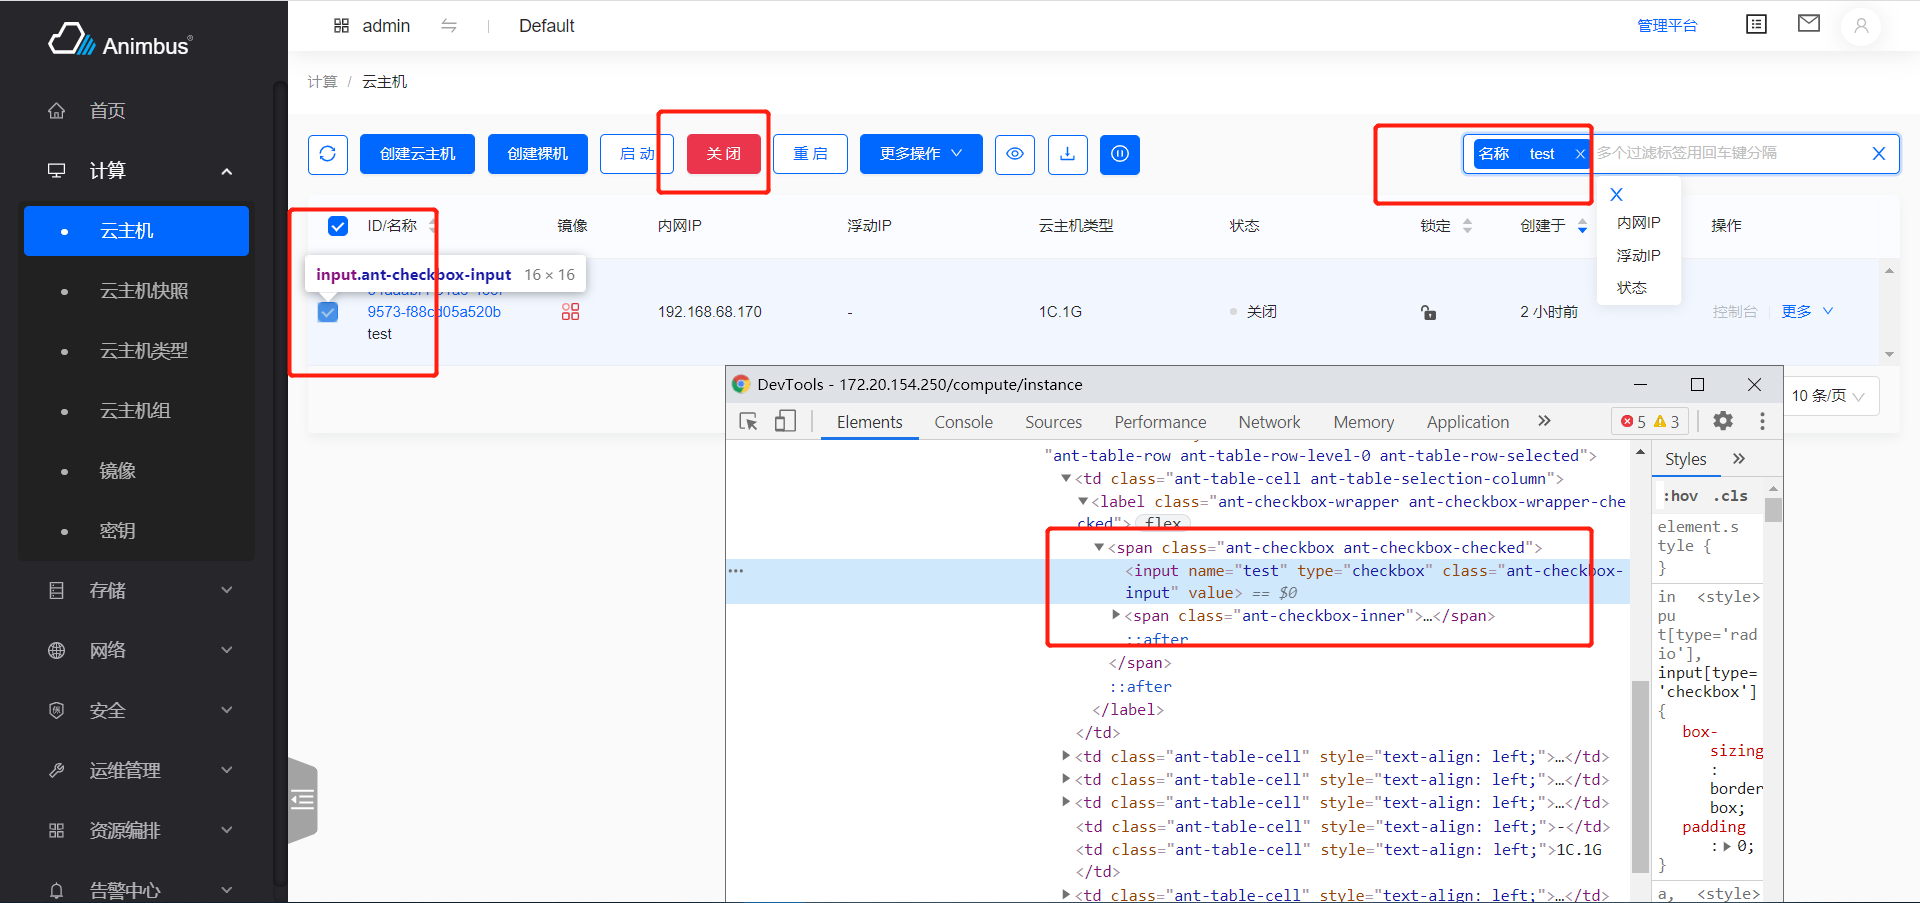 Animbus®
admin
Default
管理平台
首页
计算
云主机
云主机快照
云主机类型
云主机组
镜像
密钥
存储
网络
安全
运维管理
资源编排
告警中心
计算 / 云主机
创建云主机
创建裸机
启 动
关 闭
重 启
更多操作
名称 test ×
多个过滤标签用回车键分隔
X
X
内网IP
浮动IP
状态
ID/名称
镜像
内网IP
浮动IP
云主机类型
状态
锁定
创建于
操作
input.ant-checkbox-input 16 × 16
9573-f88cd05a520b
test
192.168.68.170
-
1C.1G
关闭
2 小时前
控制台
更多
10 条/页
DevTools - 172.20.154.250/compute/instance
Elements
Console
Sources
Performance
Network
Memory
Application
»
5
3
"ant-table-row ant-table-row-level-0 ant-table-row-selected">
<td class="ant-table-cell ant-table-selection-column">
<label class="ant-checkbox-wrapper ant-checkbox-wrapper-che
cked"> flex
<span class="ant-checkbox ant-checkbox-checked">
<input name="test" type="checkbox" class="ant-checkbox-
input" value> == $0
<span class="ant-checkbox-inner">…</span>
::after
</span>
::after
</label>
</td>
<td class="ant-table-cell" style="text-align: left;">…</td>
<td class="ant-table-cell" style="text-align: left;">…</td>
<td class="ant-table-cell" style="text-align: left;">…</td>
<td class="ant-table-cell" style="text-align: left;">-</td>
<td class="ant-table-cell" style="text-align: left;">1C.1G
</td>
<td class="ant-table-cell" style="text-align: left;">…</td>
Styles
»
:hov .cls
element.s
tyle {
}
in <style>
pu
t[type='rad
io'],
input[type=
'checkbox']
{
box-
sizing
:
border
box;
padding
: 0;
}
a, <style>